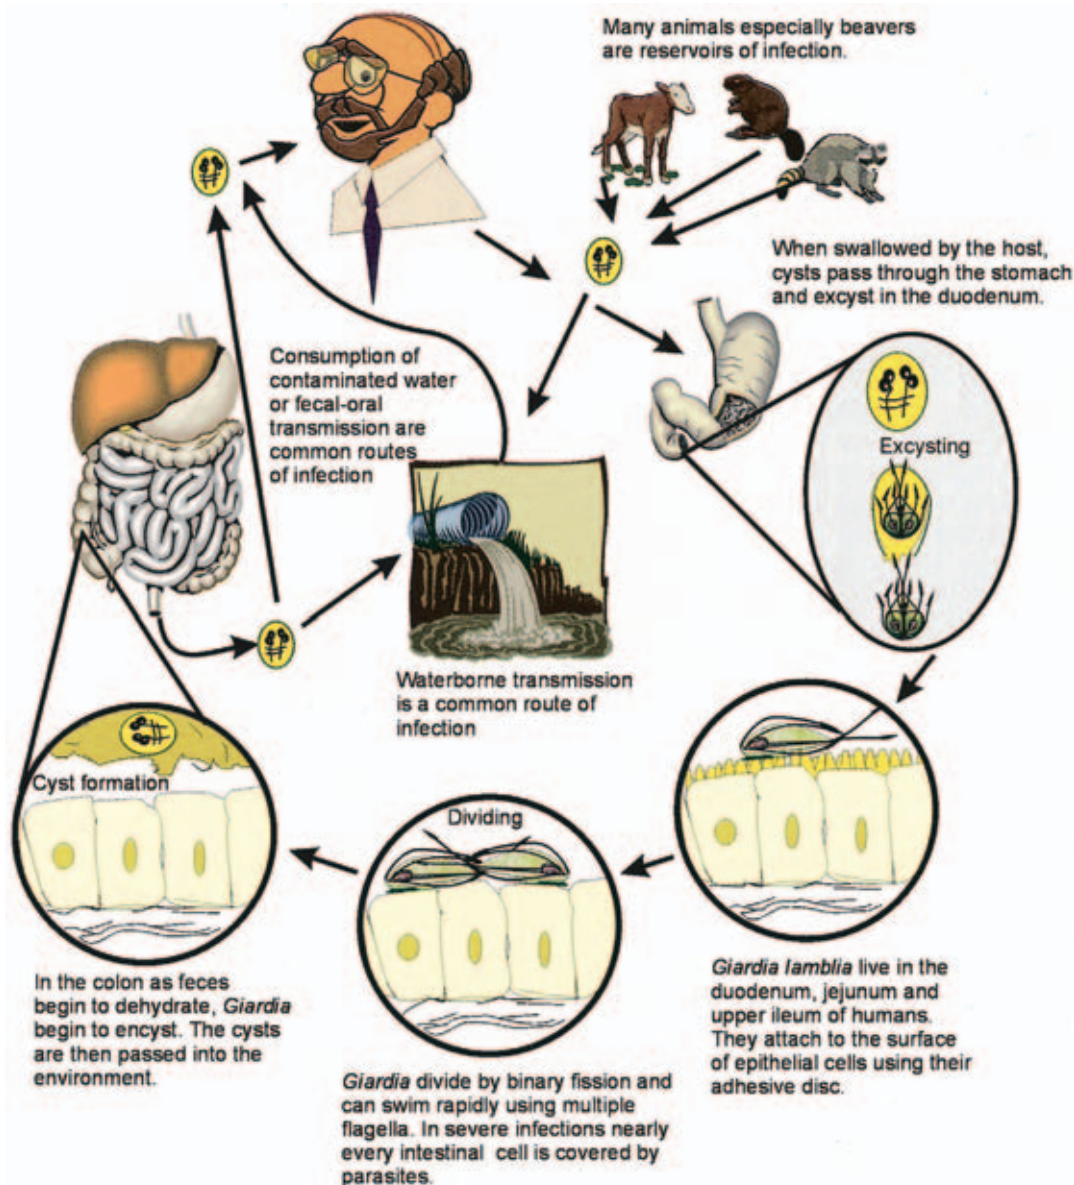 Many animals especially beavers
are reservoirs of infection.
When swallowed by the host,
cysts pass through the stomach
and excyst in the duodenum.
Consumption of
contaminated water
or fecal-oral
transmission are
common routes
of infection
Excysting
Waterborne transmission
is a common route of
infection
Cyst formation
Dividing
In the colon as feces
begin to dehydrate, Giardia
begin to encyst. The cysts
are then passed into the
environment.
Giardia divide by binary fission and
can swim rapidly using multiple
flagella. In severe infections nearly
every intestinal cell is covered by
parasites.
Giardia lamblia live in the
duodenum, jejunum and
upper ileum of humans.
They attach to the surface
of epithelial cells using their
adhesive disc.